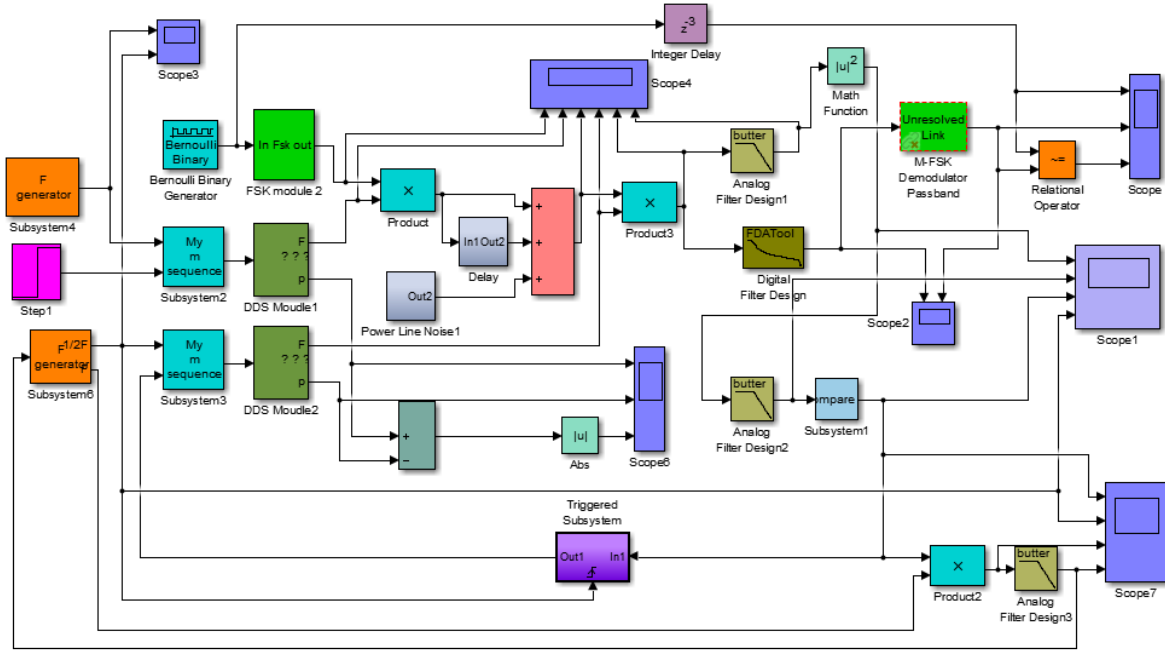 z-3
Integer Delay
Scope3
Scope4
|u|2
Math
Function
Bernoulli
Binary
Bernoulli Binary
Generator
In Fsk out
FSK module 2
butter
Analog
Filter Design1
Unresolved
Link
M-FSK
Demodulator
Passband
~=
Relational
Operator
Scope
F
generator
Subsystem4
×
Product
+
+
+
×
Product3
In1 Out2
Delay
FDATool
Digital
Filter Design
Step1
My
m
sequence
Subsystem2
F
? ? ?
p
DDS Moudle1
Out2
Power Line Noise1
Scope2
Scope1
F 1/2F
generator
F
Subsystem6
My
m
sequence
Subsystem3
F
? ? ?
p
DDS Moudle2
+
−
|u|
Abs
Scope6
butter
Analog
Filter Design2
ompare
Subsystem1
Triggered
Subsystem
Out1
In1
×
Product2
butter
Analog
Filter Design3
Scope7